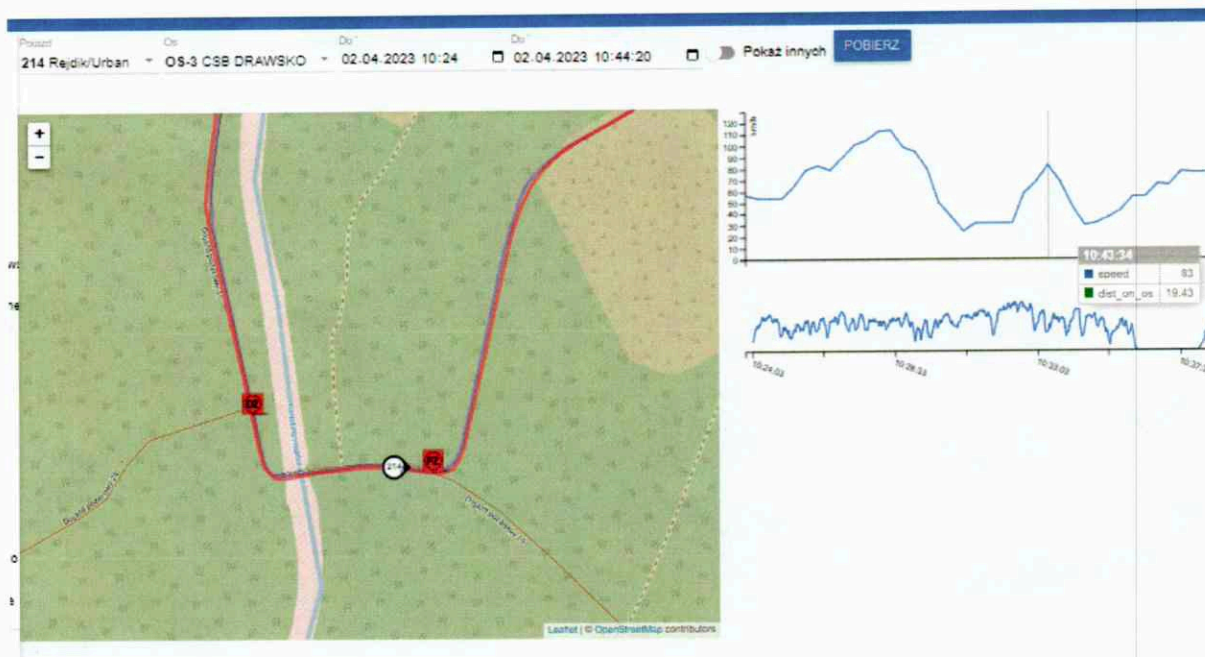 Pojazd Os Do * Do *
214 Rejdik/Urban OS-3 CSB DRAWSKO 02.04.2023 10:24 02.04.2023 10:44:20 Pokaż innych POBIERZ
+
−
214
Leaflet | © OpenStreetMap contributors
120
110
100
90
80
70
60
50
40
30
20
10
0
km/h
10:43:34
speed 83
dist_on_os 19.43
10:24:03 10:28:33 10:33:03